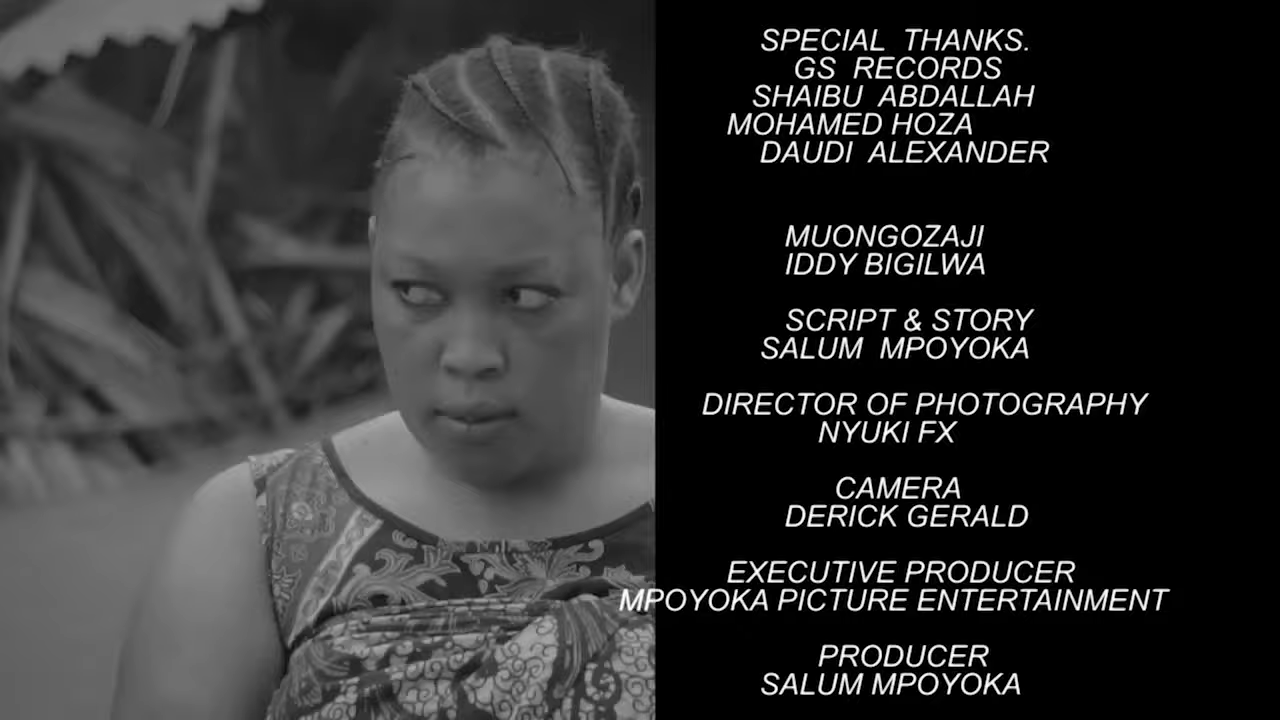 SPECIAL THANKS.
GS RECORDS
SHAIBU ABDALLAH
MOHAMED HOZA
DAUDI ALEXANDER
MUONGOZAJI
IDDY BIGILWA
SCRIPT & STORY
SALUM MPOYOKA
DIRECTOR OF PHOTOGRAPHY
NYUKI FX
CAMERA
DERICK GERALD
EXECUTIVE PRODUCER
MPOYOKA PICTURE ENTERTAINMENT
PRODUCER
SALUM MPOYOKA